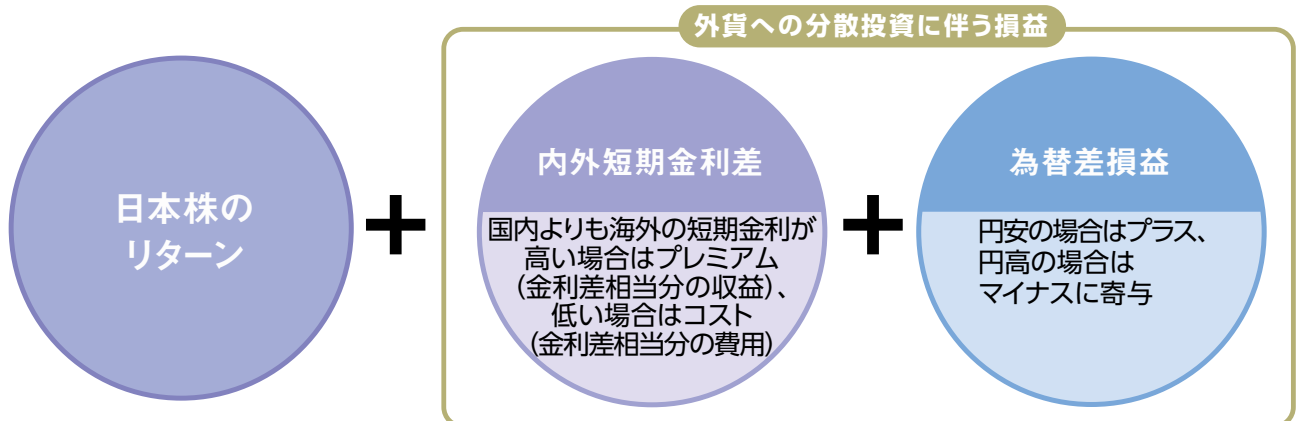 外貨への分散投資に伴う損益
日本株の
リターン
+
内外短期金利差
国内よりも海外の短期金利が
高い場合はプレミアム
(金利差相当分の収益)、
低い場合はコスト
(金利差相当分の費用)
+
為替差損益
円安の場合はプラス、
円高の場合は
マイナスに寄与